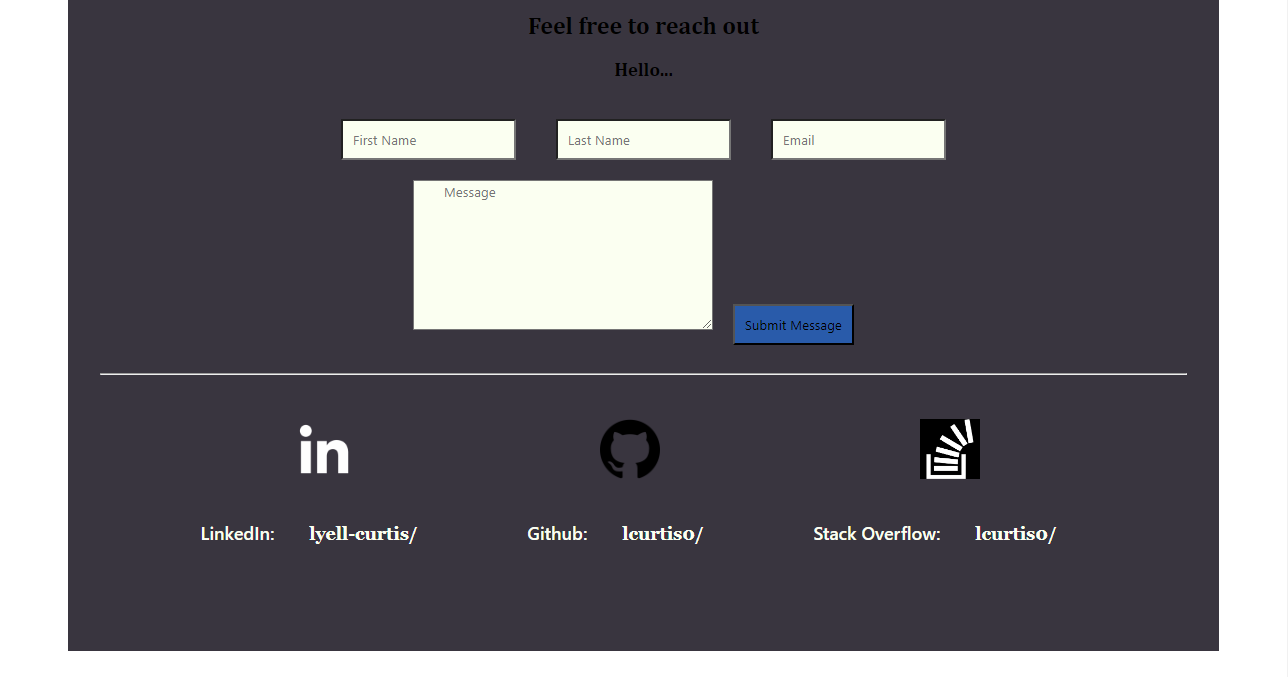 Feel free to reach out
Hello...
First Name Last Name Email
Message
Submit Message
in
LinkedIn: lyell-curtis/ Github: lcurtis0/ Stack Overflow: lcurtis0/